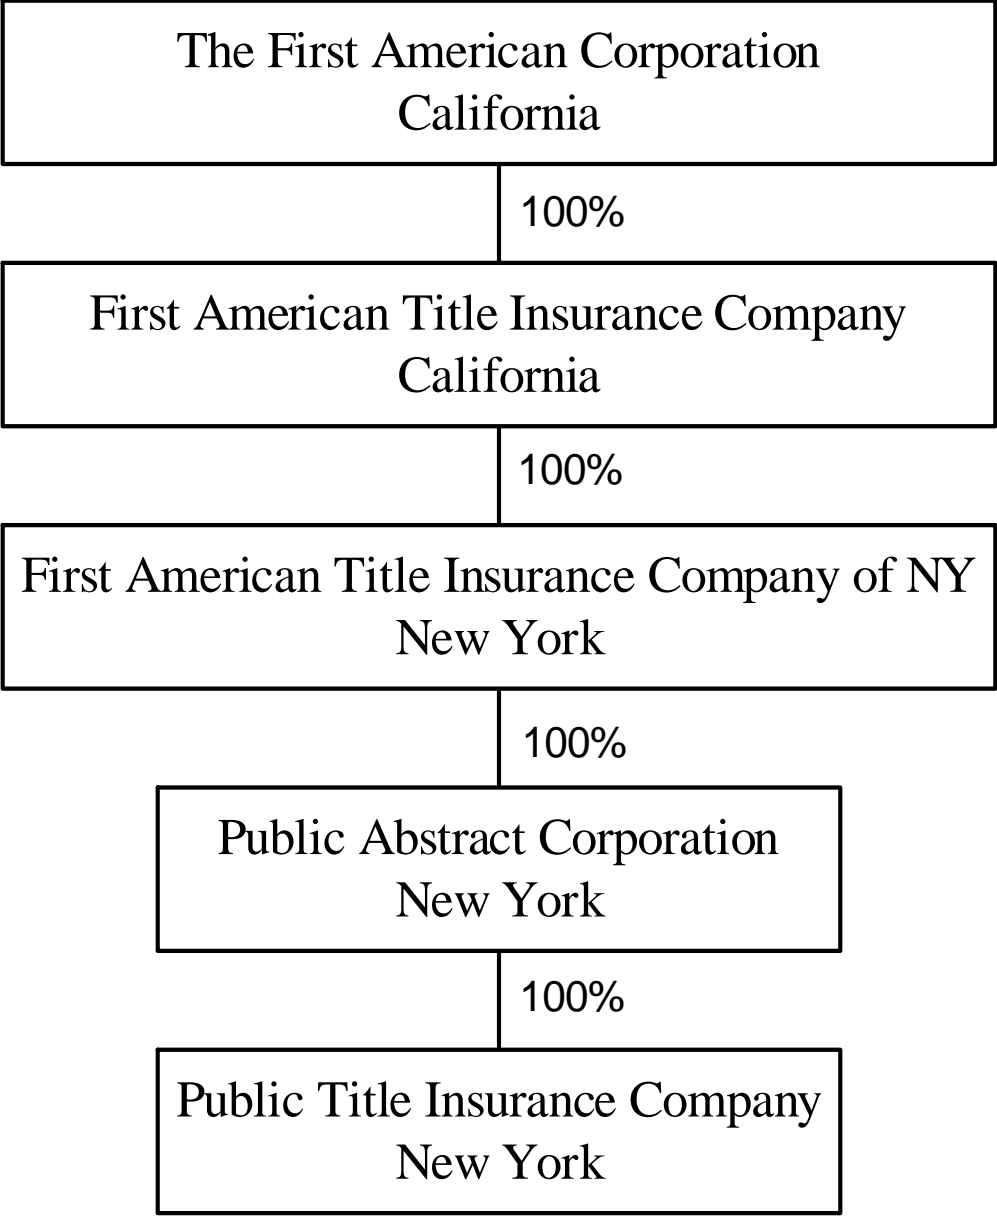 The First American Corporation
California
100%
First American Title Insurance Company
California
100%
First American Title Insurance Company of NY
New York
100%
Public Abstract Corporation
New York
100%
Public Title Insurance Company
New York